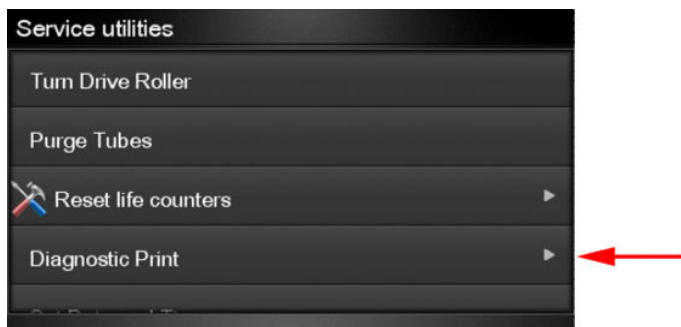 Service utilities
Turn Drive Roller
Purge Tubes
Reset life counters
Diagnostic Print